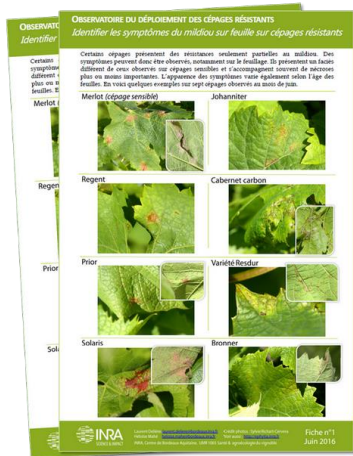 OBSERVATOIRE DU DÉPLOIEMENT DES CÉPAGES RÉSISTANTS
Identifier les symptômes du mildiou sur feuille sur cépages résistants
Certains cépages présentent des résistances seulement partielles au mildiou. Des
symptômes peuvent donc être observés, notamment sur le feuillage. Ils présentent un faciès
différent de ceux observés sur cépages sensibles et s'accompagnent souvent de nécroses
plus ou moins importantes. L'apparence des symptômes varie également selon l'âge des
feuilles. En voici quelques exemples sur sept cépages observés au mois de juin.
Merlot (cépage sensible)
Johanniter
Regent
Cabernet carbon
Prior
Variété Resdur
Solaris
Bronner
INRA
SCIENCE & IMPACT
Fiche n°1
Juin 2016
OBSERVATO
Identifier
Certains
symptôme
différent
plus ou
feuilles. E
Merlot
Regen
Prior
Sol